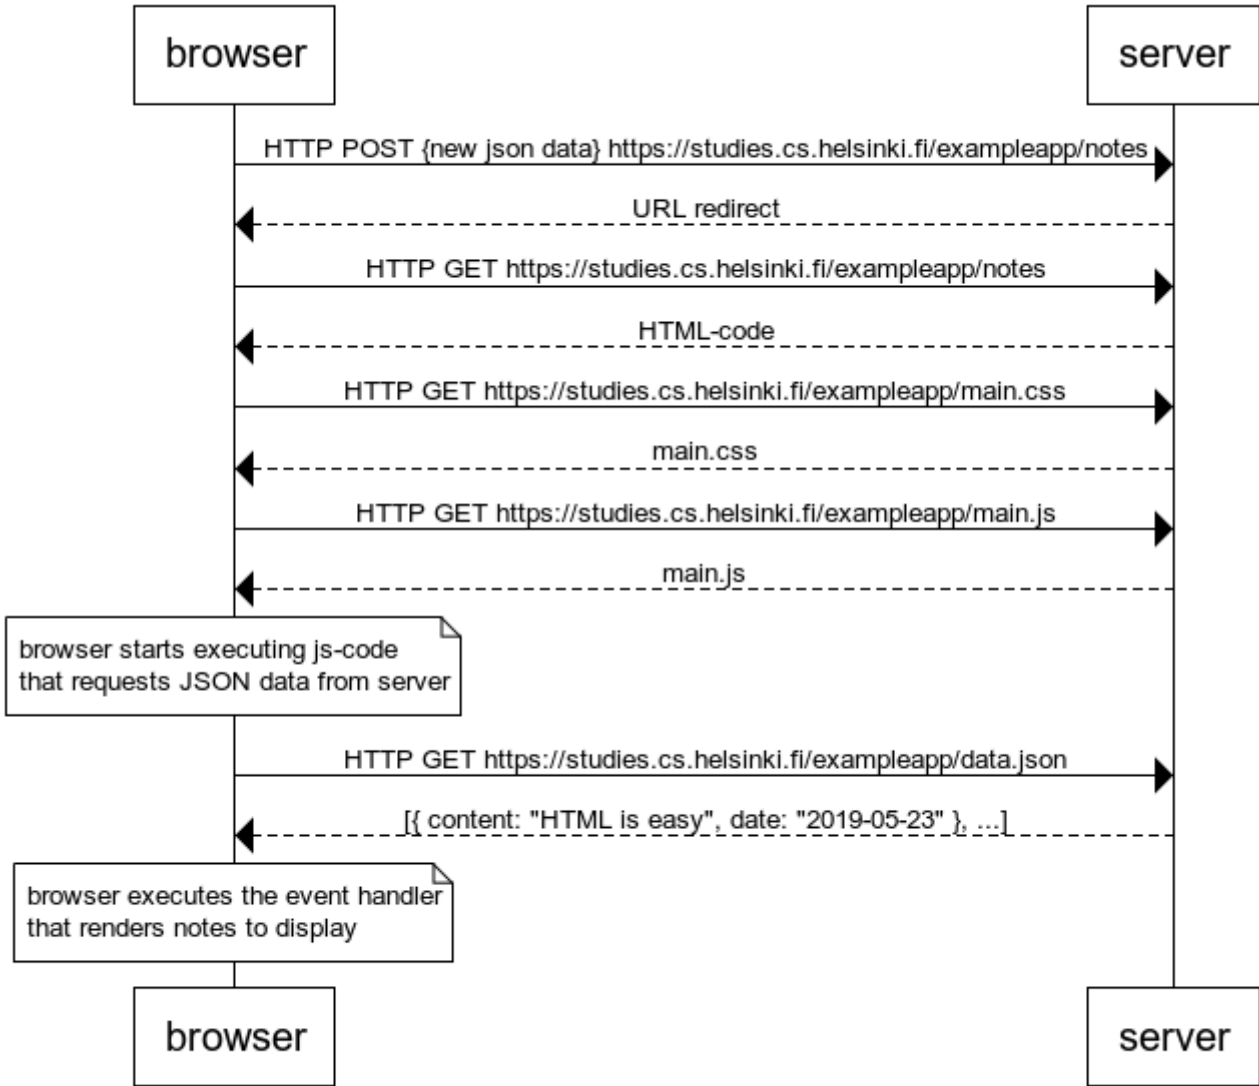 browser
server
HTTP POST {new json data} https://studies.cs.helsinki.fi/exampleapp/notes
URL redirect
HTTP GET https://studies.cs.helsinki.fi/exampleapp/notes
HTML-code
HTTP GET https://studies.cs.helsinki.fi/exampleapp/main.css
main.css
HTTP GET https://studies.cs.helsinki.fi/exampleapp/main.js
main.js
browser starts executing js-code
that requests JSON data from server
HTTP GET https://studies.cs.helsinki.fi/exampleapp/data.json
[{ content: "HTML is easy", date: "2019-05-23" }, ...]
browser executes the event handler
that renders notes to display
browser
server